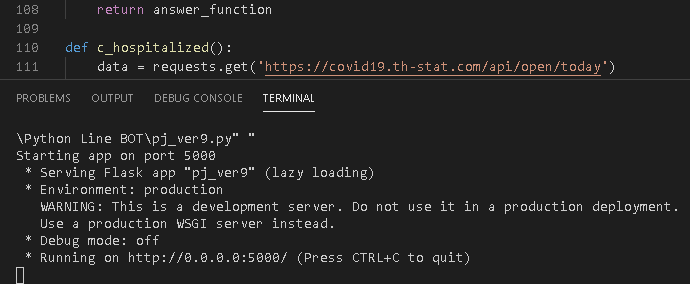 108 return answer_function
109
110 def c_hospitalized():
111 data = requests.get('https://covid19.th-stat.com/api/open/today')
PROBLEMS OUTPUT DEBUG CONSOLE TERMINAL
\Python Line BOT\pj_ver9.py" "
Starting app on port 5000
* Serving Flask app "pj_ver9" (lazy loading)
* Environment: production
WARNING: This is a development server. Do not use it in a production deployment.
Use a production WSGI server instead.
* Debug mode: off
* Running on http://0.0.0.0:5000/ (Press CTRL+C to quit)